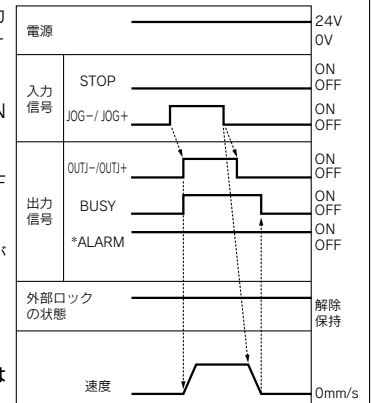 電源
24V
0V
入力
信号
STOP
ON
OFF
JOG−/ JOG+
ON
OFF
出力
信号
OUTJ−/OUTJ+
ON
OFF
BUSY
ON
OFF
*ALARM
ON
OFF
外部ロック
の状態
解除
保持
速度
0mm/s
N
が
は